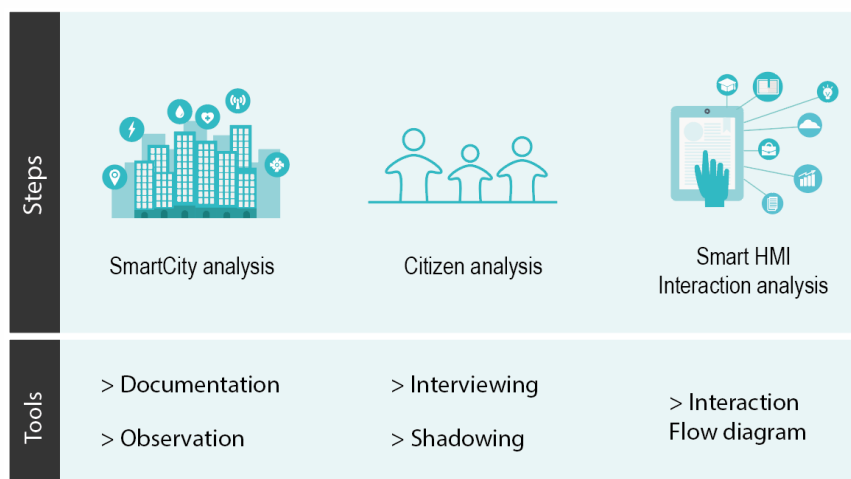 Steps
SmartCity analysis
Citizen analysis
Smart HMI
Interaction analysis
Tools
> Documentation
> Observation
> Interviewing
> Shadowing
> Interaction
Flow diagram